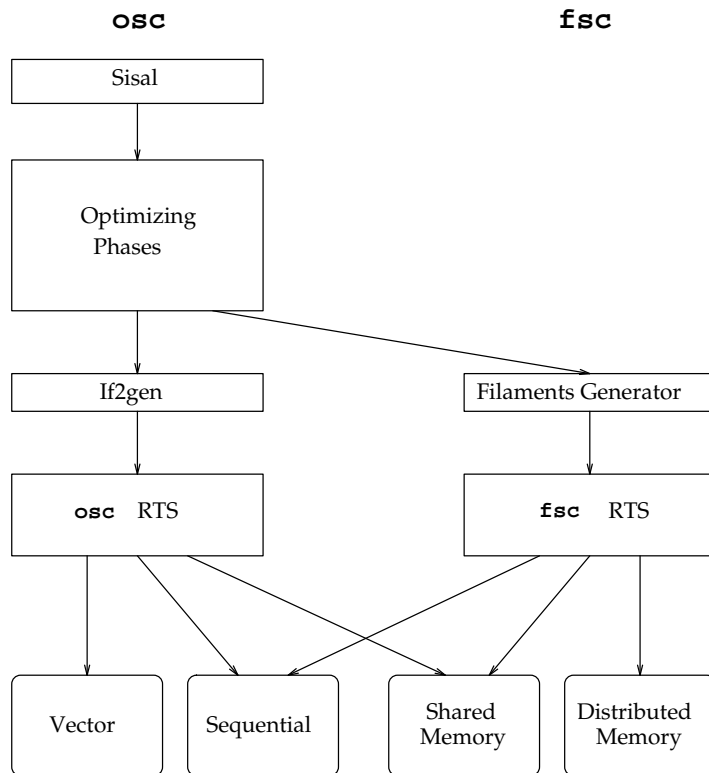 osc
fsc
Sisal
Optimizing
Phases
If2gen
Filaments Generator
osc RTS
fsc RTS
Vector
Sequential
Shared
Memory
Distributed
Memory